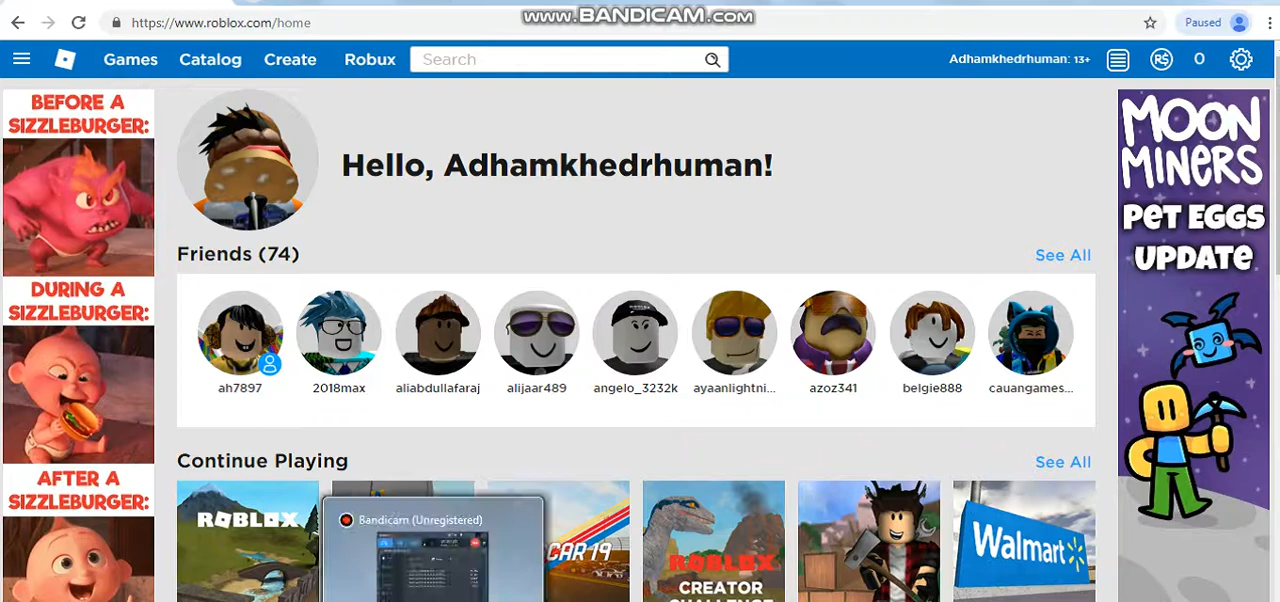 www.BANDICAM.com
https://www.roblox.com/home
Paused
Games
Catalog
Create
Robux
Search
Adhamkhedrhuman: 13+
R$
0
BEFORE A
SIZZLEBURGER:
DURING A
SIZZLEBURGER:
AFTER A
SIZZLEBURGER:
Hello, Adhamkhedrhuman!
Friends (74)
See All
ah7897
2018max
aliabdullafaraj
alijaar489
angelo_3232k
ayaanlightni...
azoz341
belgie888
cauangames...
Continue Playing
See All
ROBLOX
Bandicam (Unregistered)
CAR 19
ROBLOX
CREATOR
CHALLENGE
Walmart
MOON
MINERS
PET EGGS
UPDATE